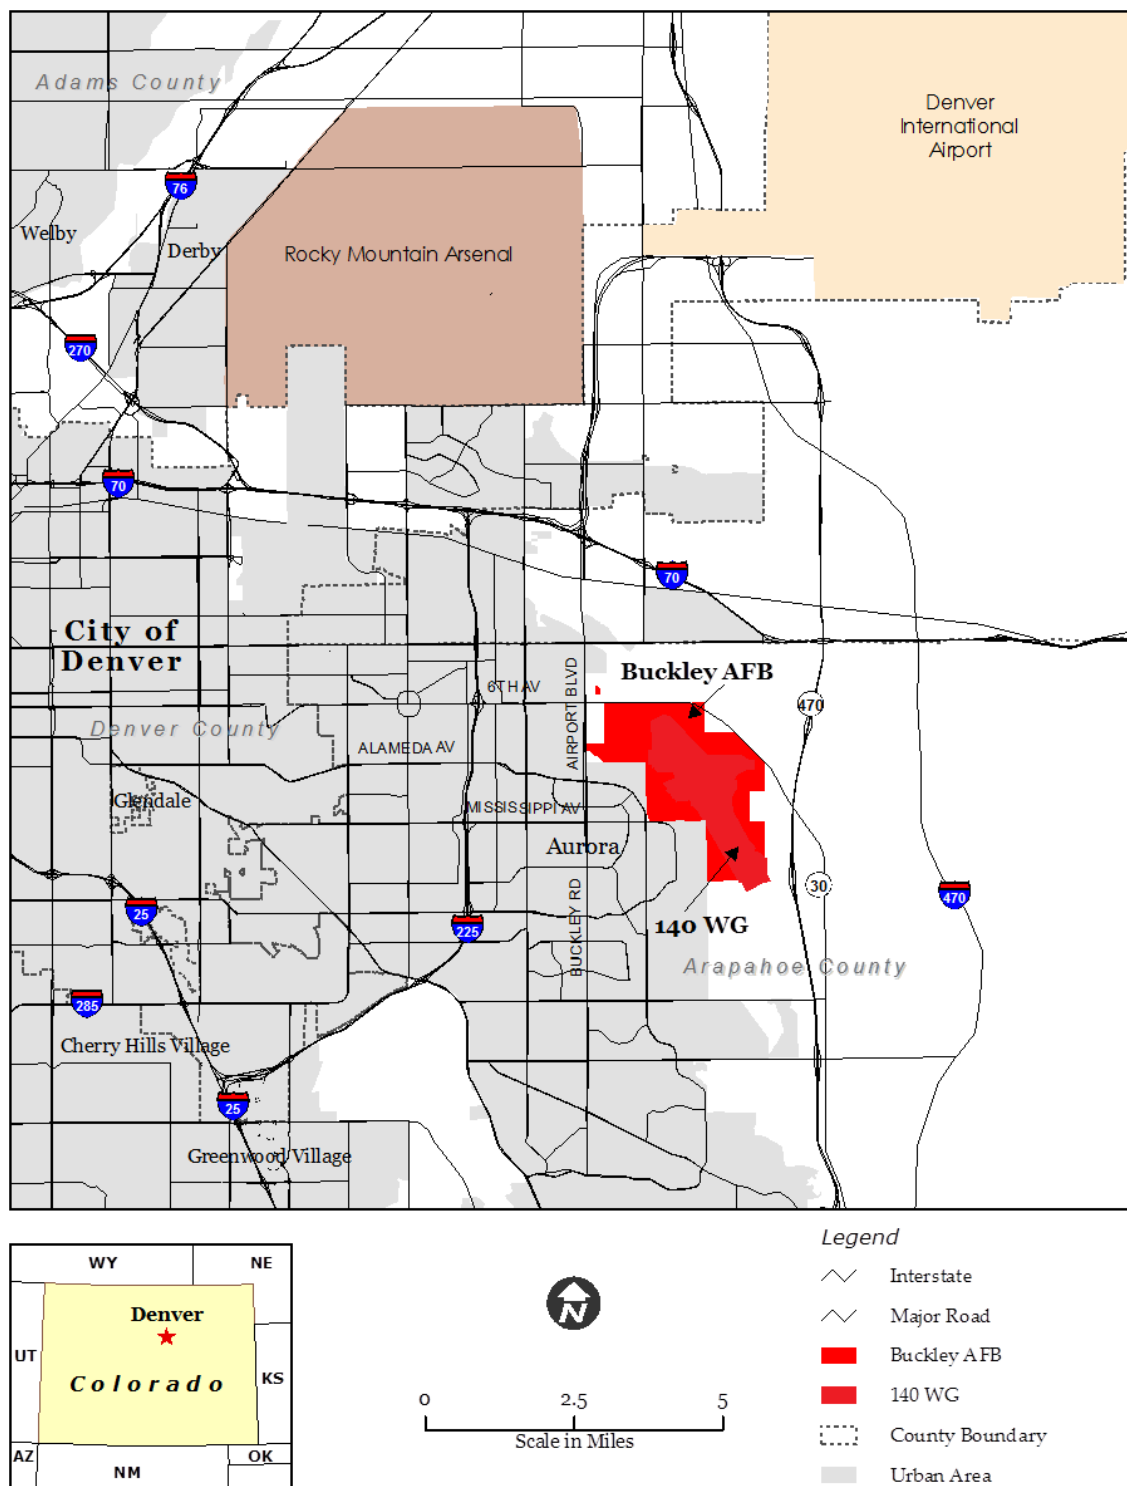 Adams County
Denver
International
Airport
76
Welby
Derby
Rocky Mountain Arsenal
270
70
70
City of
Denver
Buckley AFB
6TH AV
AIRPORT BLVD
470
Denver County
ALAMEDA AV
Glendale
MISSISSIPPI AV
Aurora
30
470
25
225
BUCKLEY RD
140 WG
Arapahoe County
285
Cherry Hills Village
25
Greenwood Village
WY
NE
Denver
UT
Colorado
KS
AZ
NM
OK
N
0
2.5
5
Scale in Miles
Legend
Interstate
Major Road
Buckley AFB
140 WG
County Boundary
Urban Area